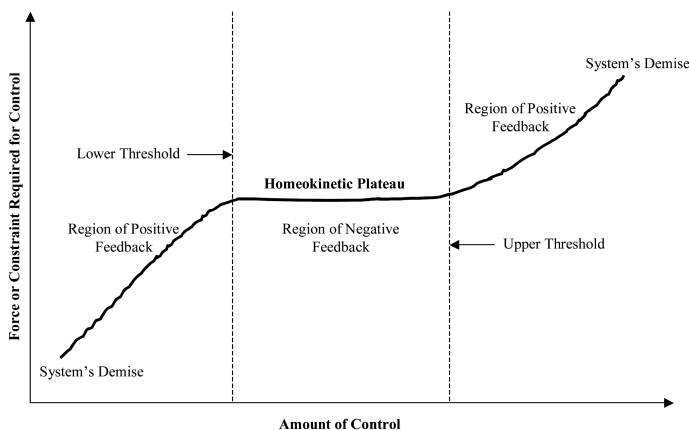 Force or Constraint Required for Control
System's Demise
Region of Positive
Feedback
Lower Threshold
Homeokinetic Plateau
Region of Positive
Feedback
Region of Negative
Feedback
Upper Threshold
System's Demise
Amount of Control